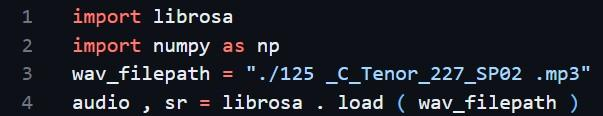 1 import librosa
2 import numpy as np
3 wav_filepath = "./125 _C_Tenor_227_SP02 .mp3"
4 audio , sr = librosa . load ( wav_filepath )